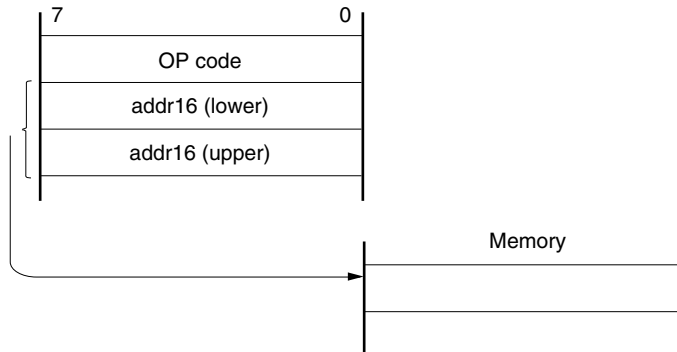 7 0
OP code
addr16 (lower)
addr16 (upper)
Memory